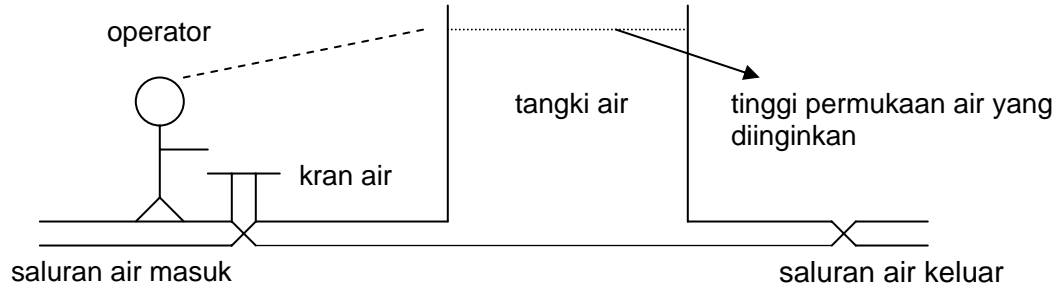 operator
tangki air
tinggi permukaan air yang
diinginkan
kran air
saluran air masuk
saluran air keluar